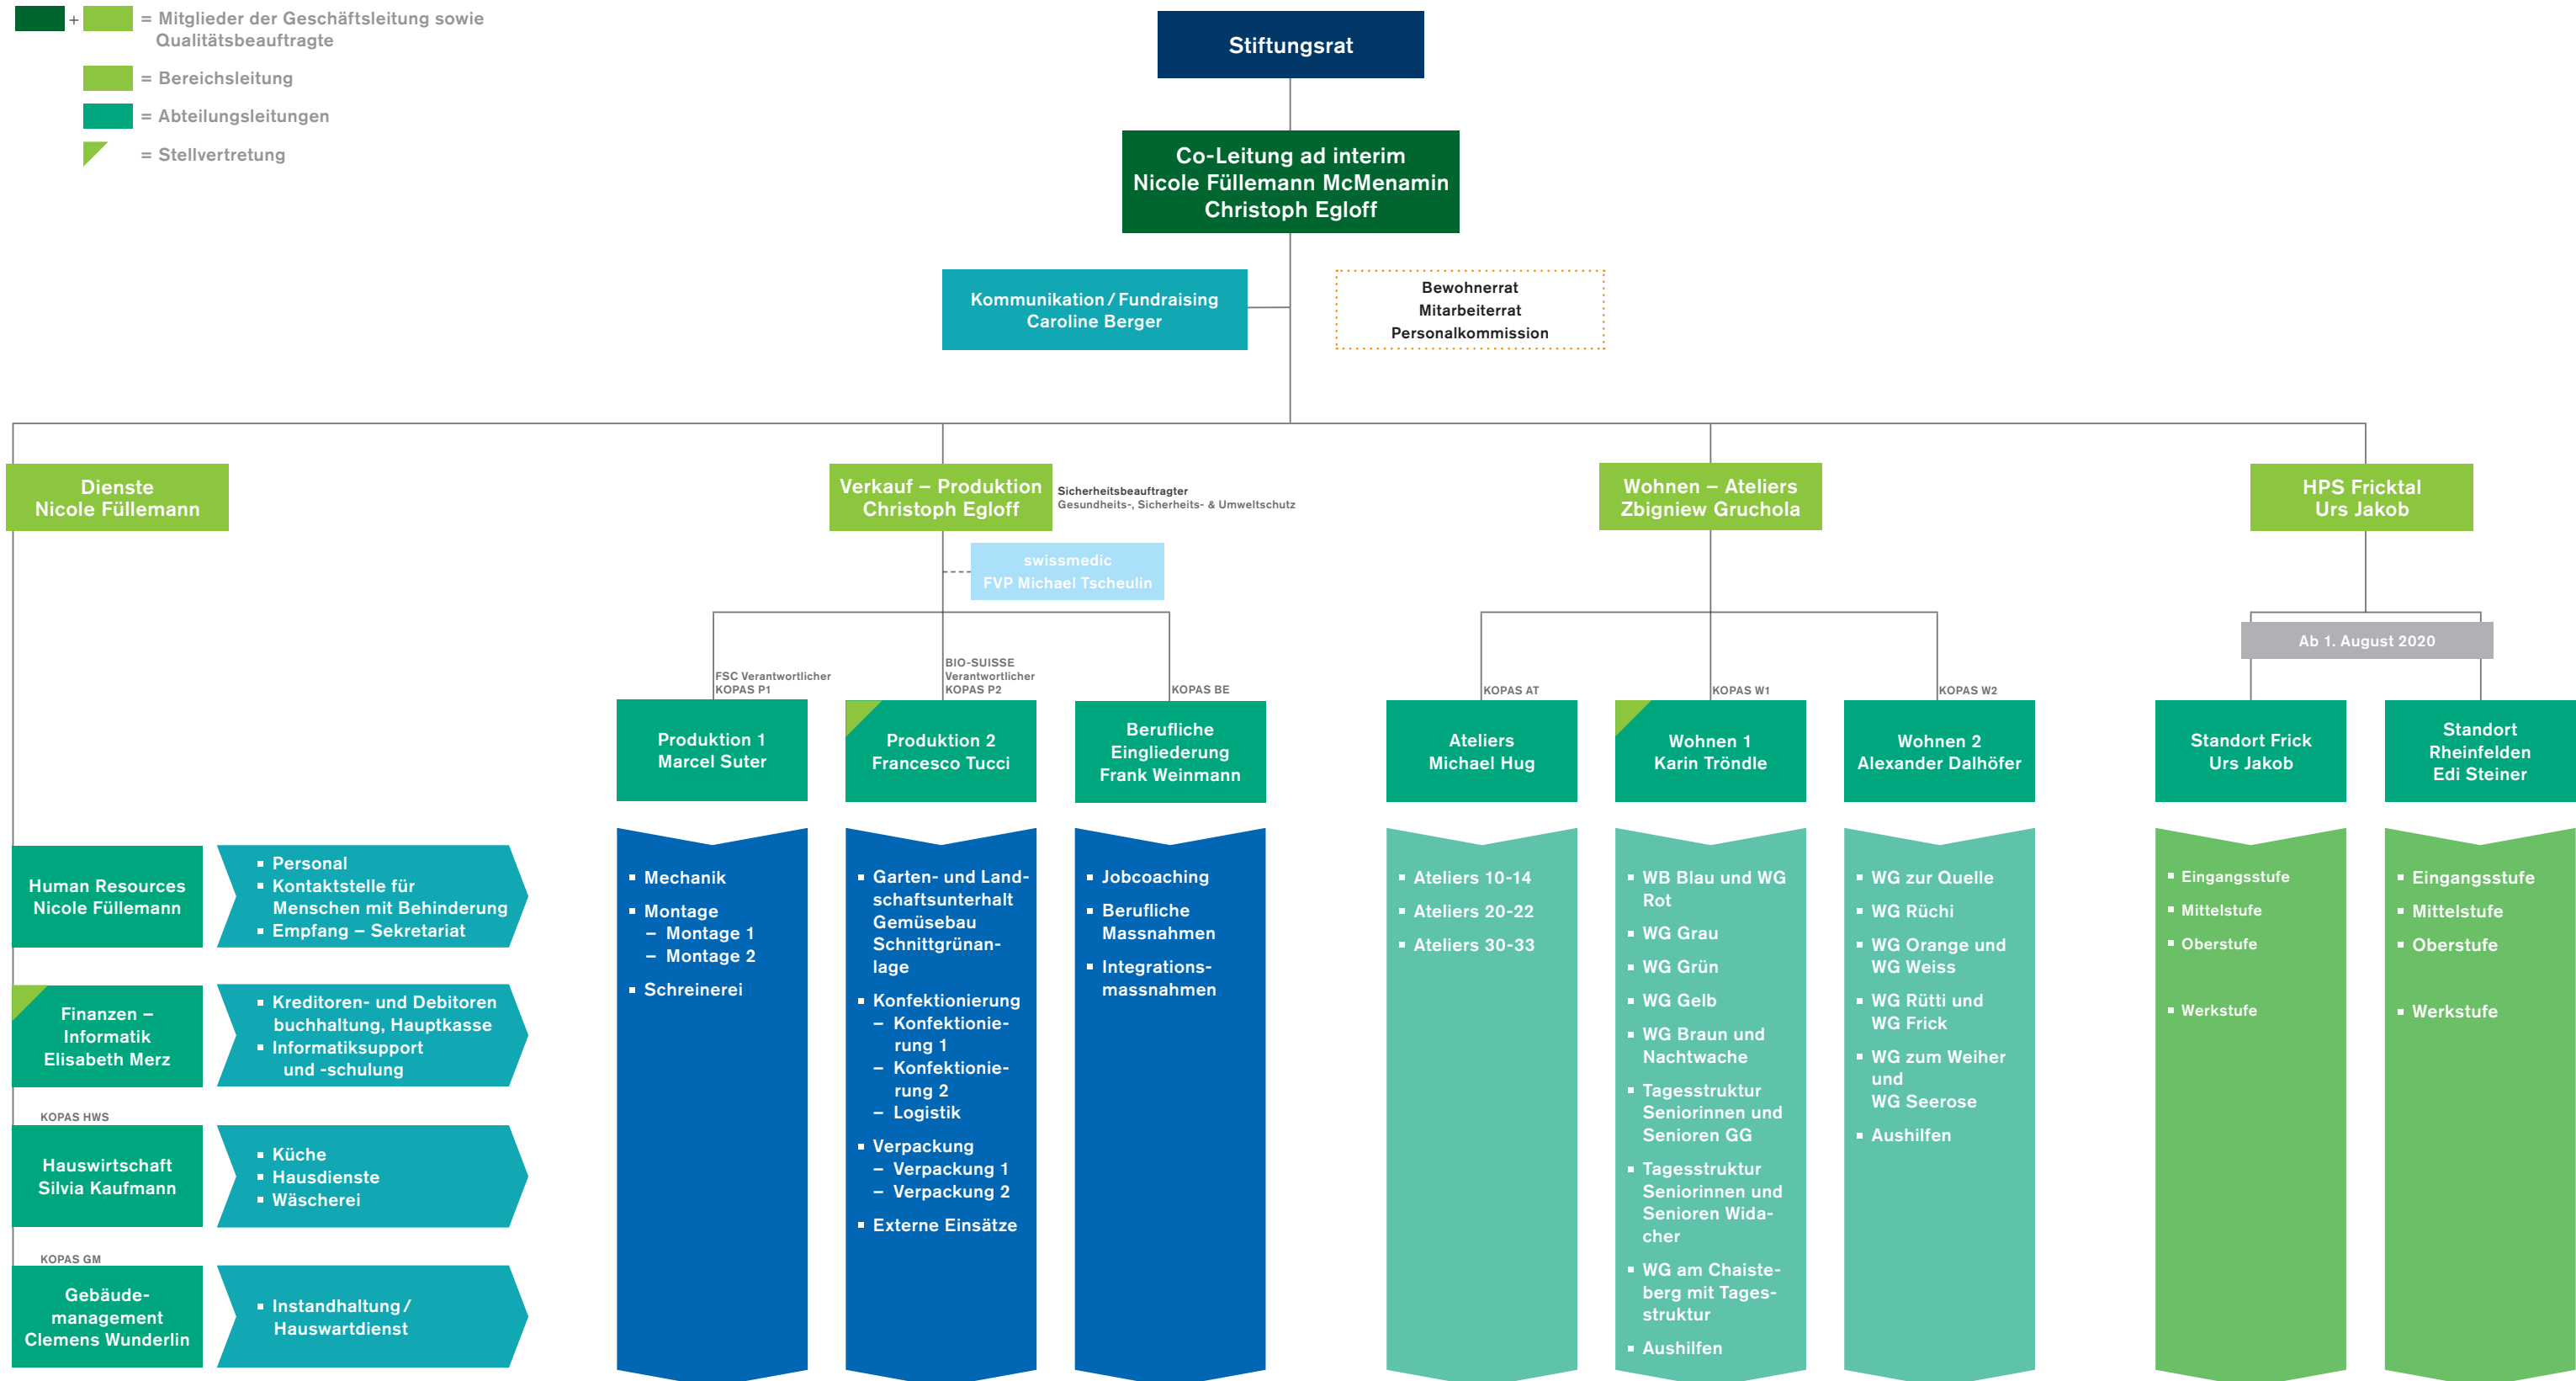 +
= Mitglieder der Geschäftsleitung sowie
Qualitätsbeauftragte
= Bereichsleitung
= Abteilungsleitungen
= Stellvertretung
Stiftungsrat
Co-Leitung ad interim
Nicole Füllemann McMenamin
Christoph Egloff
Kommunikation / Fundraising
Caroline Berger
Bewohnerrat
Mitarbeiterrat
Personalkommission
Dienste
Nicole Füllemann
Verkauf – Produktion
Christoph Egloff
Sicherheitsbeauftragter
Gesundheits-, Sicherheits- & Umweltschutz
Wohnen – Ateliers
Zbigniew Gruchola
HPS Fricktal
Urs Jakob
swissmedic
FVP Michael Tscheulin
Ab 1. August 2020
FSC Verantwortlicher
KOPAS P1
Produktion 1
Marcel Suter
BIO-SUISSE
Verantwortlicher
KOPAS P2
Produktion 2
Francesco Tucci
KOPAS BE
Berufliche
Eingliederung
Frank Weinmann
KOPAS AT
Ateliers
Michael Hug
KOPAS W1
Wohnen 1
Karin Tröndle
KOPAS W2
Wohnen 2
Alexander Dalhöfer
Standort Frick
Urs Jakob
Standort
Rheinfelden
Edi Steiner
Human Resources
Nicole Füllemann
▪ Personal
▪ Kontaktstelle für
Menschen mit Behinderung
▪ Empfang – Sekretariat
Finanzen –
Informatik
Elisabeth Merz
▪ Kreditoren- und Debitoren
buchhaltung, Hauptkasse
▪ Informatiksupport
und -schulung
KOPAS HWS
Hauswirtschaft
Silvia Kaufmann
▪ Küche
▪ Hausdienste
▪ Wäscherei
KOPAS GM
Gebäude-
management
Clemens Wunderlin
▪ Instandhaltung /
Hauswartdienst
▪ Mechanik
▪ Montage
– Montage 1
– Montage 2
▪ Schreinerei
▪ Garten- und Land-
schaftsunterhalt
Gemüsebau
Schnittgrünan-
lage
▪ Konfektionierung
– Konfektionie-
rung 1
– Konfektionie-
rung 2
– Logistik
▪ Verpackung
– Verpackung 1
– Verpackung 2
▪ Externe Einsätze
▪ Jobcoaching
▪ Berufliche
Massnahmen
▪ Integrations-
massnahmen
▪ Ateliers 10-14
▪ Ateliers 20-22
▪ Ateliers 30-33
▪ WB Blau und WG
Rot
▪ WG Grau
▪ WG Grün
▪ WG Gelb
▪ WG Braun und
Nachtwache
▪ Tagesstruktur
Seniorinnen und
Senioren GG
▪ Tagesstruktur
Seniorinnen und
Senioren Wida-
cher
▪ WG am Chaiste-
berg mit Tages-
struktur
▪ Aushilfen
▪ WG zur Quelle
▪ WG Rüchi
▪ WG Orange und
WG Weiss
▪ WG Rütti und
WG Frick
▪ WG zum Weiher
und
WG Seerose
▪ Aushilfen
▪ Eingangsstufe
▪ Mittelstufe
▪ Oberstufe
▪ Werkstufe
▪ Eingangsstufe
▪ Mittelstufe
▪ Oberstufe
▪ Werkstufe